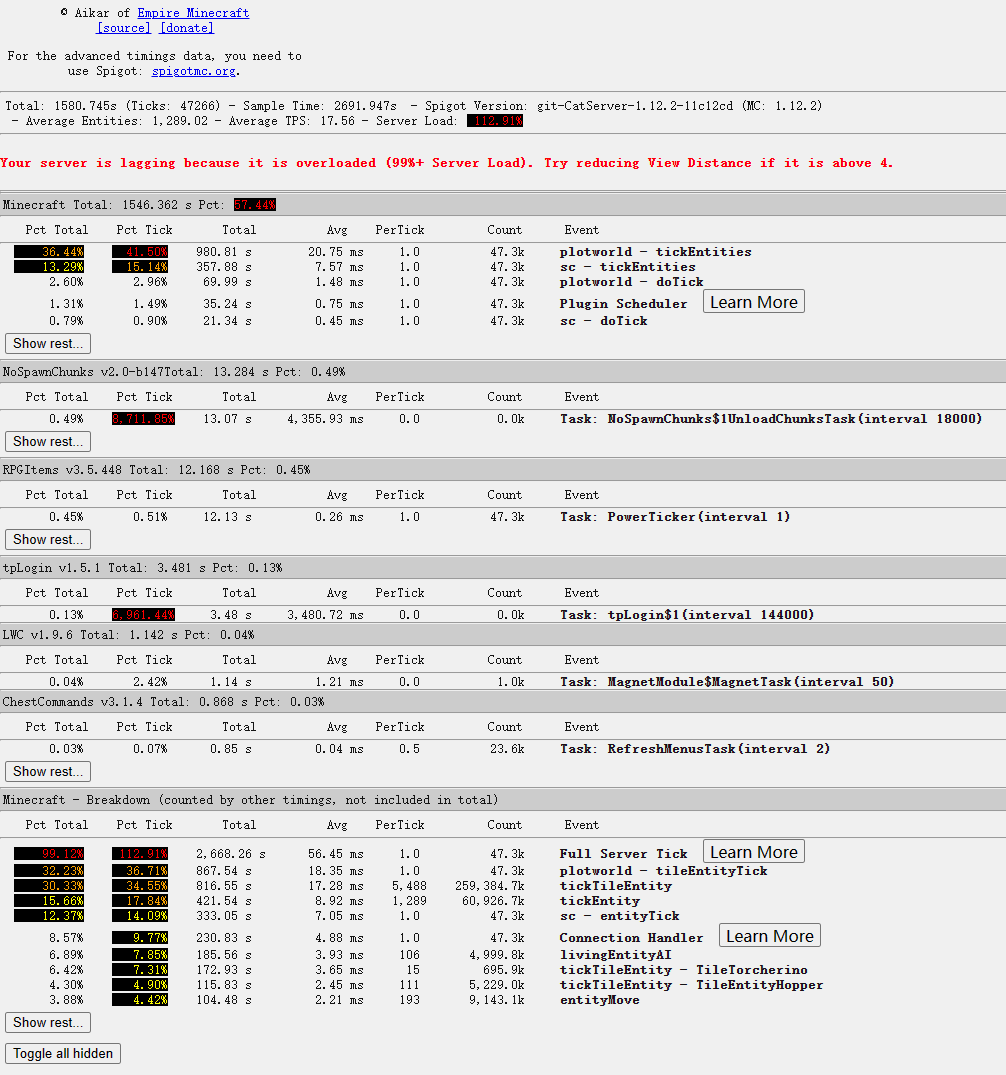 © Aikar of Empire Minecraft
[source] [donate]
For the advanced timings data, you need to
use Spigot: spigotmc.org.
Total: 1580.745s (Ticks: 47266) - Sample Time: 2691.947s - Spigot Version: git-CatServer-1.12.2-11c12cd (MC: 1.12.2)
- Average Entities: 1,289.02 - Average TPS: 17.56 - Server Load: 112.91%
Your server is lagging because it is overloaded (99%+ Server Load). Try reducing View Distance if it is above 4.
Minecraft Total: 1546.362 s Pct: 57.44%
Pct Total Pct Tick Total Avg PerTick Count Event
36.44% 41.50% 980.81 s 20.75 ms 1.0 47.3k plotworld - tickEntities
13.29% 15.14% 357.88 s 7.57 ms 1.0 47.3k sc - tickEntities
2.60% 2.96% 69.99 s 1.48 ms 1.0 47.3k plotworld - doTick
1.31% 1.49% 35.24 s 0.75 ms 1.0 47.3k Plugin Scheduler Learn More
0.79% 0.90% 21.34 s 0.45 ms 1.0 47.3k sc - doTick
Show rest...
NoSpawnChunks v2.0-b147Total: 13.284 s Pct: 0.49%
Pct Total Pct Tick Total Avg PerTick Count Event
0.49% 8,711.85% 13.07 s 4,355.93 ms 0.0 0.0k Task: NoSpawnChunks$1UnloadChunksTask(interval 18000)
Show rest...
RPGItems v3.5.448 Total: 12.168 s Pct: 0.45%
Pct Total Pct Tick Total Avg PerTick Count Event
0.45% 0.51% 12.13 s 0.26 ms 1.0 47.3k Task: PowerTicker(interval 1)
Show rest...
tpLogin v1.5.1 Total: 3.481 s Pct: 0.13%
Pct Total Pct Tick Total Avg PerTick Count Event
0.13% 6,961.44% 3.48 s 3,480.72 ms 0.0 0.0k Task: tpLogin$1(interval 144000)
LWC v1.9.6 Total: 1.142 s Pct: 0.04%
Pct Total Pct Tick Total Avg PerTick Count Event
0.04% 2.42% 1.14 s 1.21 ms 0.0 1.0k Task: MagnetModule$MagnetTask(interval 50)
ChestCommands v3.1.4 Total: 0.868 s Pct: 0.03%
Pct Total Pct Tick Total Avg PerTick Count Event
0.03% 0.07% 0.85 s 0.04 ms 0.5 23.6k Task: RefreshMenusTask(interval 2)
Show rest...
Minecraft - Breakdown (counted by other timings, not included in total)
Pct Total Pct Tick Total Avg PerTick Count Event
99.12% 112.91% 2,668.26 s 56.45 ms 1.0 47.3k Full Server Tick Learn More
32.23% 36.71% 867.54 s 18.35 ms 1.0 47.3k plotworld - tileEntityTick
30.33% 34.55% 816.55 s 17.28 ms 5,488 259,384.7k tickTileEntity
15.66% 17.84% 421.54 s 8.92 ms 1,289 60,926.7k tickEntity
12.37% 14.09% 333.05 s 7.05 ms 1.0 47.3k sc - entityTick
8.57% 9.77% 230.83 s 4.88 ms 1.0 47.3k Connection Handler Learn More
6.89% 7.85% 185.56 s 3.93 ms 106 4,999.8k livingEntityAI
6.42% 7.31% 172.93 s 3.65 ms 15 695.9k tickTileEntity - TileTorcherino
4.30% 4.90% 115.83 s 2.45 ms 111 5,229.0k tickTileEntity - TileEntityHopper
3.88% 4.42% 104.48 s 2.21 ms 193 9,143.1k entityMove
Show rest...
Toggle all hidden